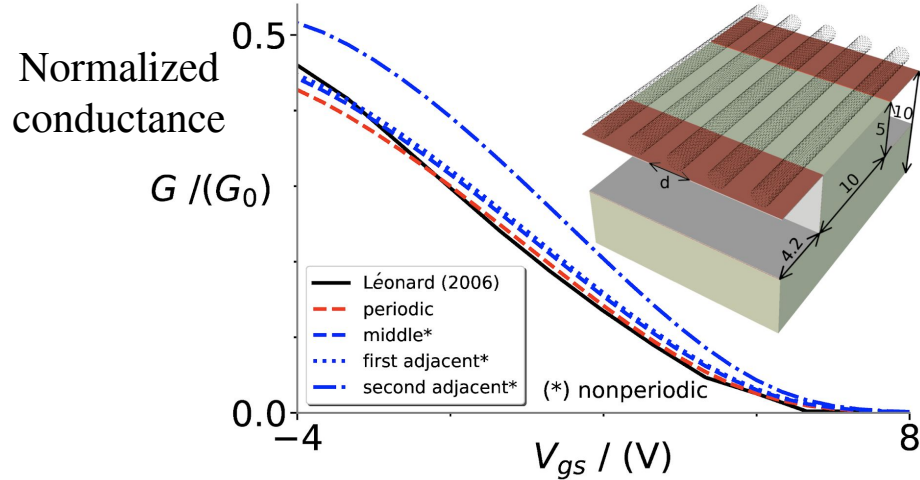 Normalized
conductance
G /(G₀)
0.5
0.0
Léonard (2006)
periodic
middle*
first adjacent*
second adjacent*
(*) nonperiodic
−4
8
V_gs / (V)
d
10
5
10
4.2